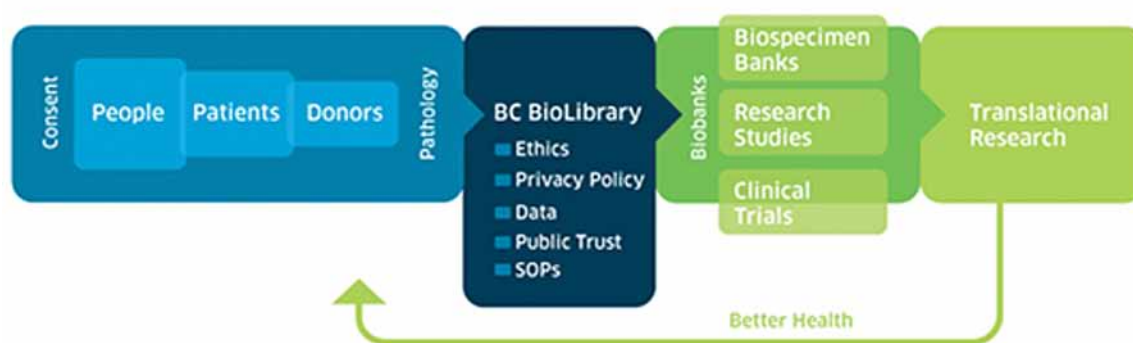 Consent
People
Patients
Donors
Pathology
BC BioLibrary
Ethics
Privacy Policy
Data
Public Trust
SOPs
Biobanks
Biospecimen
Banks
Research
Studies
Clinical
Trials
Translational
Research
Better Health